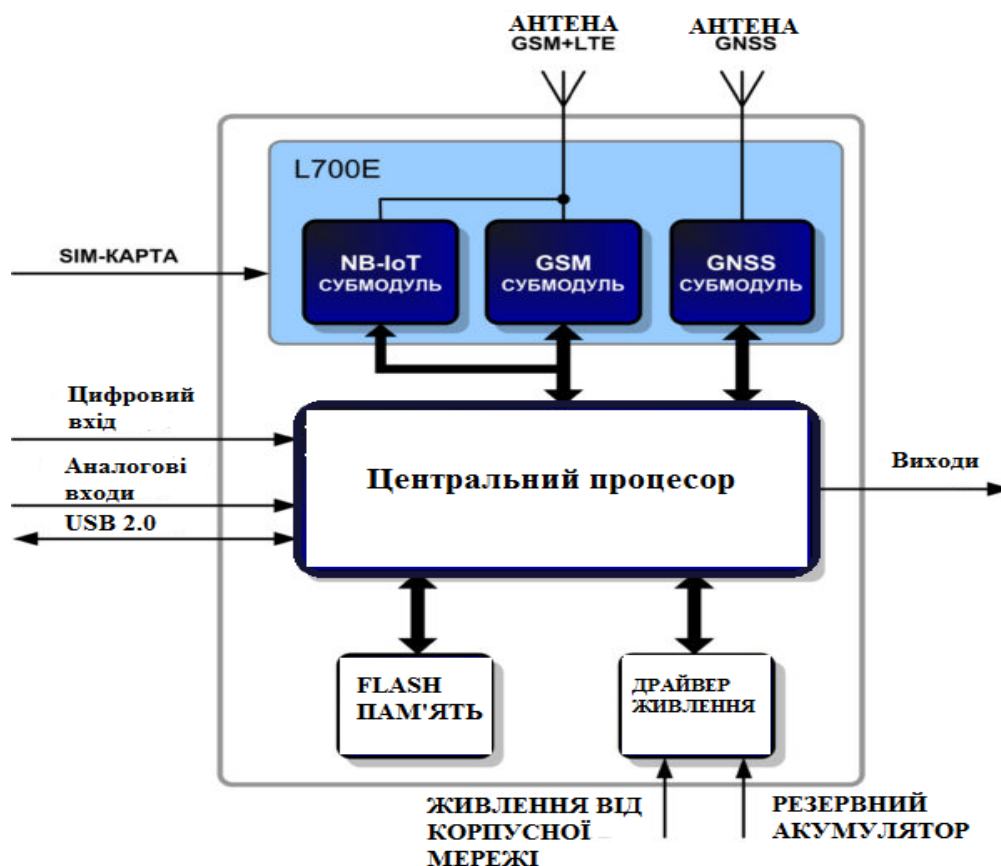 АНТЕНА
GSM+LTE
АНТЕНА
GNSS
L700E
SIM-КАРТА
NB-IoT
СУБМОДУЛЬ
GSM
СУБМОДУЛЬ
GNSS
СУБМОДУЛЬ
Цифровий
вхід
Аналогові
входи
USB 2.0
Центральний процесор
Виходи
FLASH
ПАМ'ЯТЬ
ДРАЙВЕР
ЖИВЛЕННЯ
ЖИВЛЕННЯ ВІД
КОРПУСНОЇ
МЕРЕЖІ
РЕЗЕРВНИЙ
АКУМУЛЯТОР